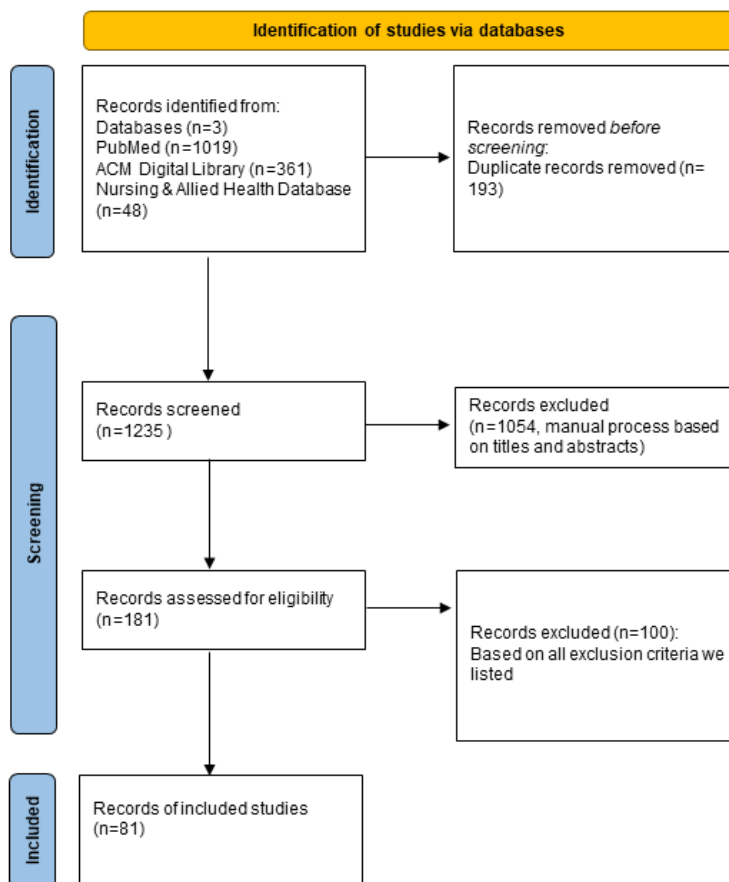 Identification of studies via databases
Identification
Records identified from:
Databases (n=3)
PubMed (n=1019)
ACM Digital Library (n=361)
Nursing & Allied Health Database
(n=48)
Records removed before
screening:
Duplicate records removed (n=
193)
Screening
Records screened
(n=1235 )
Records excluded
(n=1054, manual process based
on titles and abstracts)
Records assessed for eligibility
(n=181)
Records excluded (n=100):
Based on all exclusion criteria we
listed
Included
Records of included studies
(n=81)